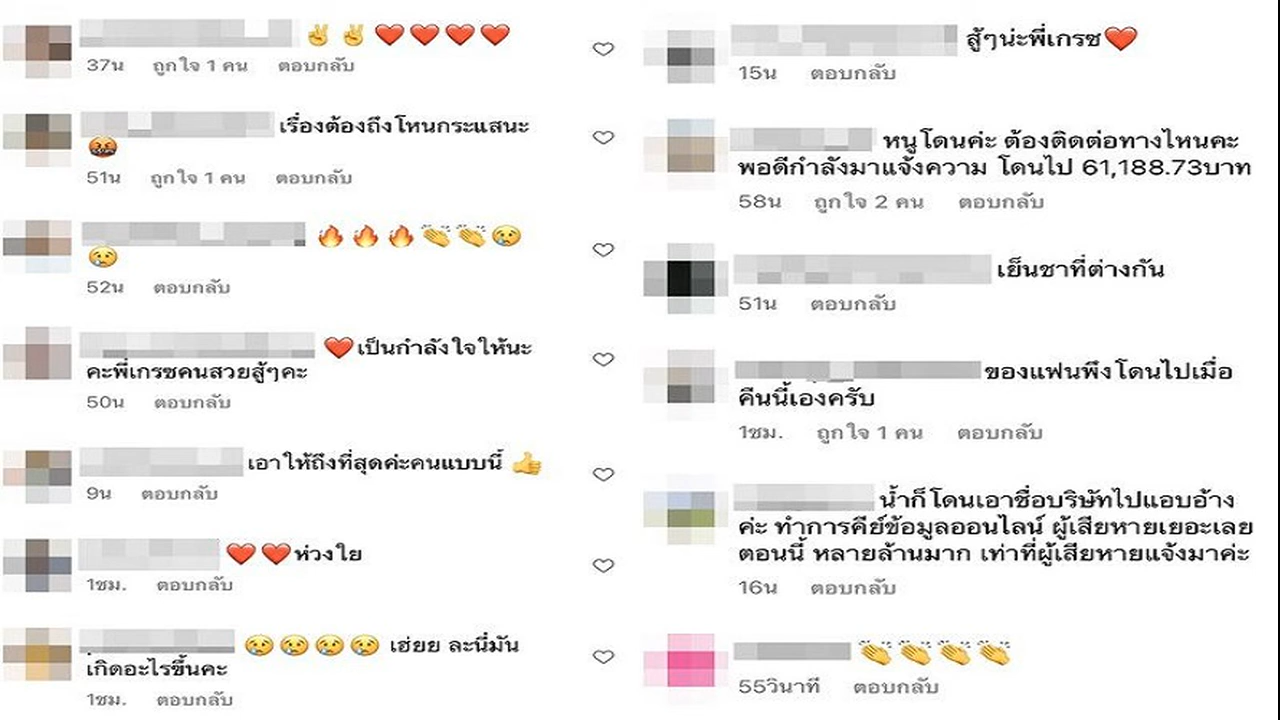 ✌️✌️❤️❤️❤️❤️
37น ถูกใจ 1 คน ตอบกลับ
เรื่องต้องถึงโหนกระแสนะ
🤬
51น ถูกใจ 1 คน ตอบกลับ
🔥🔥🔥👏👏😢
😢
52น ตอบกลับ
❤️เป็นกำลังใจให้นะ
คะพี่เกรซคนสวยสู้ๆคะ
50น ตอบกลับ
เอาให้ถึงที่สุดค่ะคนแบบนี้ 👍
9น ตอบกลับ
❤️❤️ห่วงใย
1ชม. ตอบกลับ
😢😢😢😢 เฮ่ยย ละนี่มัน
เกิดอะไรขึ้นคะ
1ชม. ตอบกลับ
สู้ๆน่ะพี่เกรซ❤️
15น ตอบกลับ
หนูโดนค่ะ ต้องติดต่อทางไหนคะ
พอดีกำลังมาแจ้งความ โดนไป 61,188.73บาท
58น ถูกใจ 2 คน ตอบกลับ
เย็นชาที่ต่างกัน
51น ตอบกลับ
ของแฟนพึงโดนไปเมื่อ
คืนนี้เองครับ
1ชม. ถูกใจ 1 คน ตอบกลับ
น้ำก็โดนเอาชื่อบริษัทไปแอบอ้าง
ค่ะ ทำการคีย์ข้อมูลออนไลน์ ผู้เสียหายเยอะเลย
ตอนนี้ หลายล้านมาก เท่าที่ผู้เสียหายแจ้งมาค่ะ
16น ตอบกลับ
👏👏👏👏
55วินาที ตอบกลับ